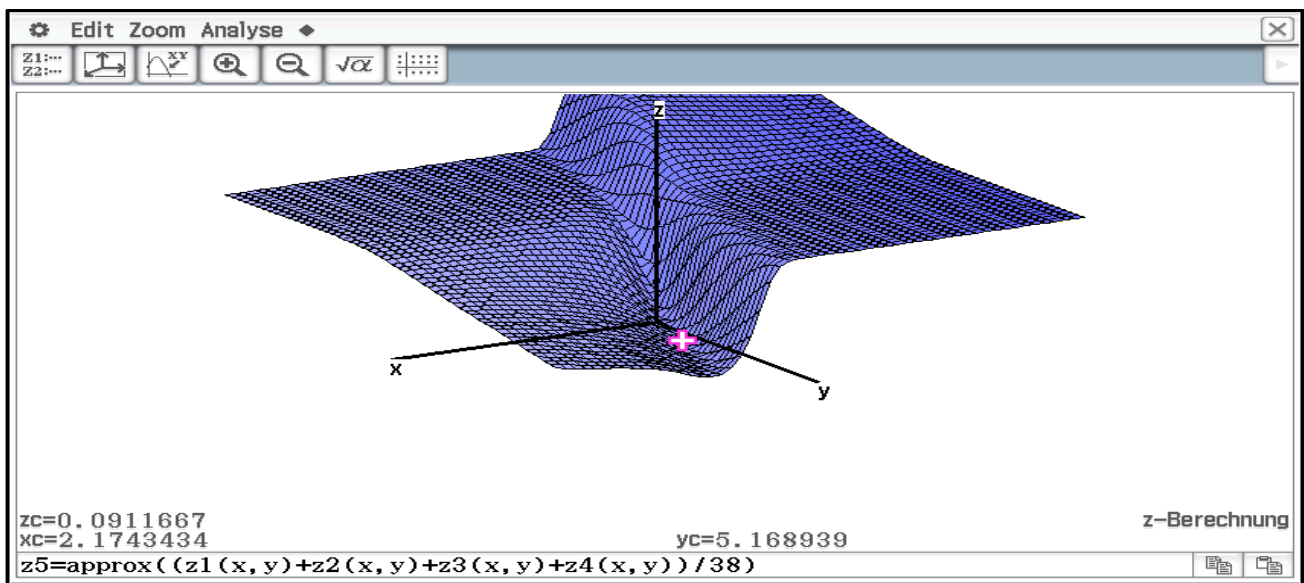 Edit Zoom Analyse
Z1:...
Z2:...
XY
√α
z
x
y
zc=0.0911667
z-Berechnung
xc=2.1743434 yc=5.168939
z5=approx((z1(x,y)+z2(x,y)+z3(x,y)+z4(x,y))/38)